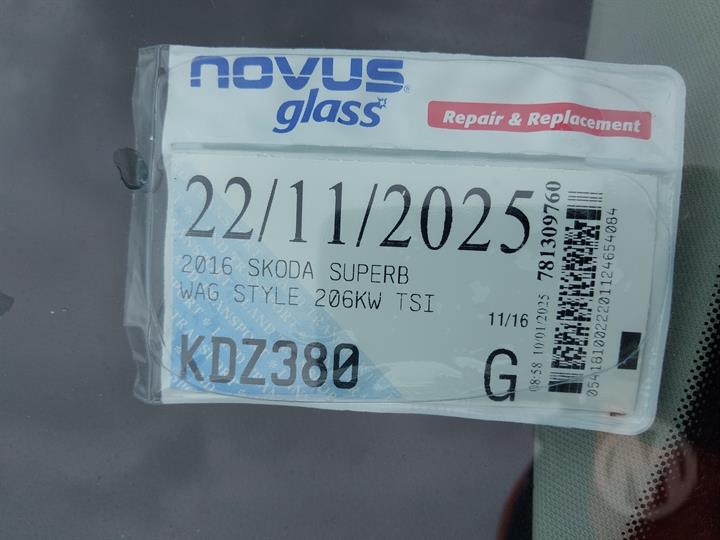 novus
glass
Repair & Replacement
22/11/2025
2016 SKODA SUPERB
WAG STYLE 206KW TSI
11/16
KDZ380
G
08:58 10/01/2025 781309760
0541810022201124654084